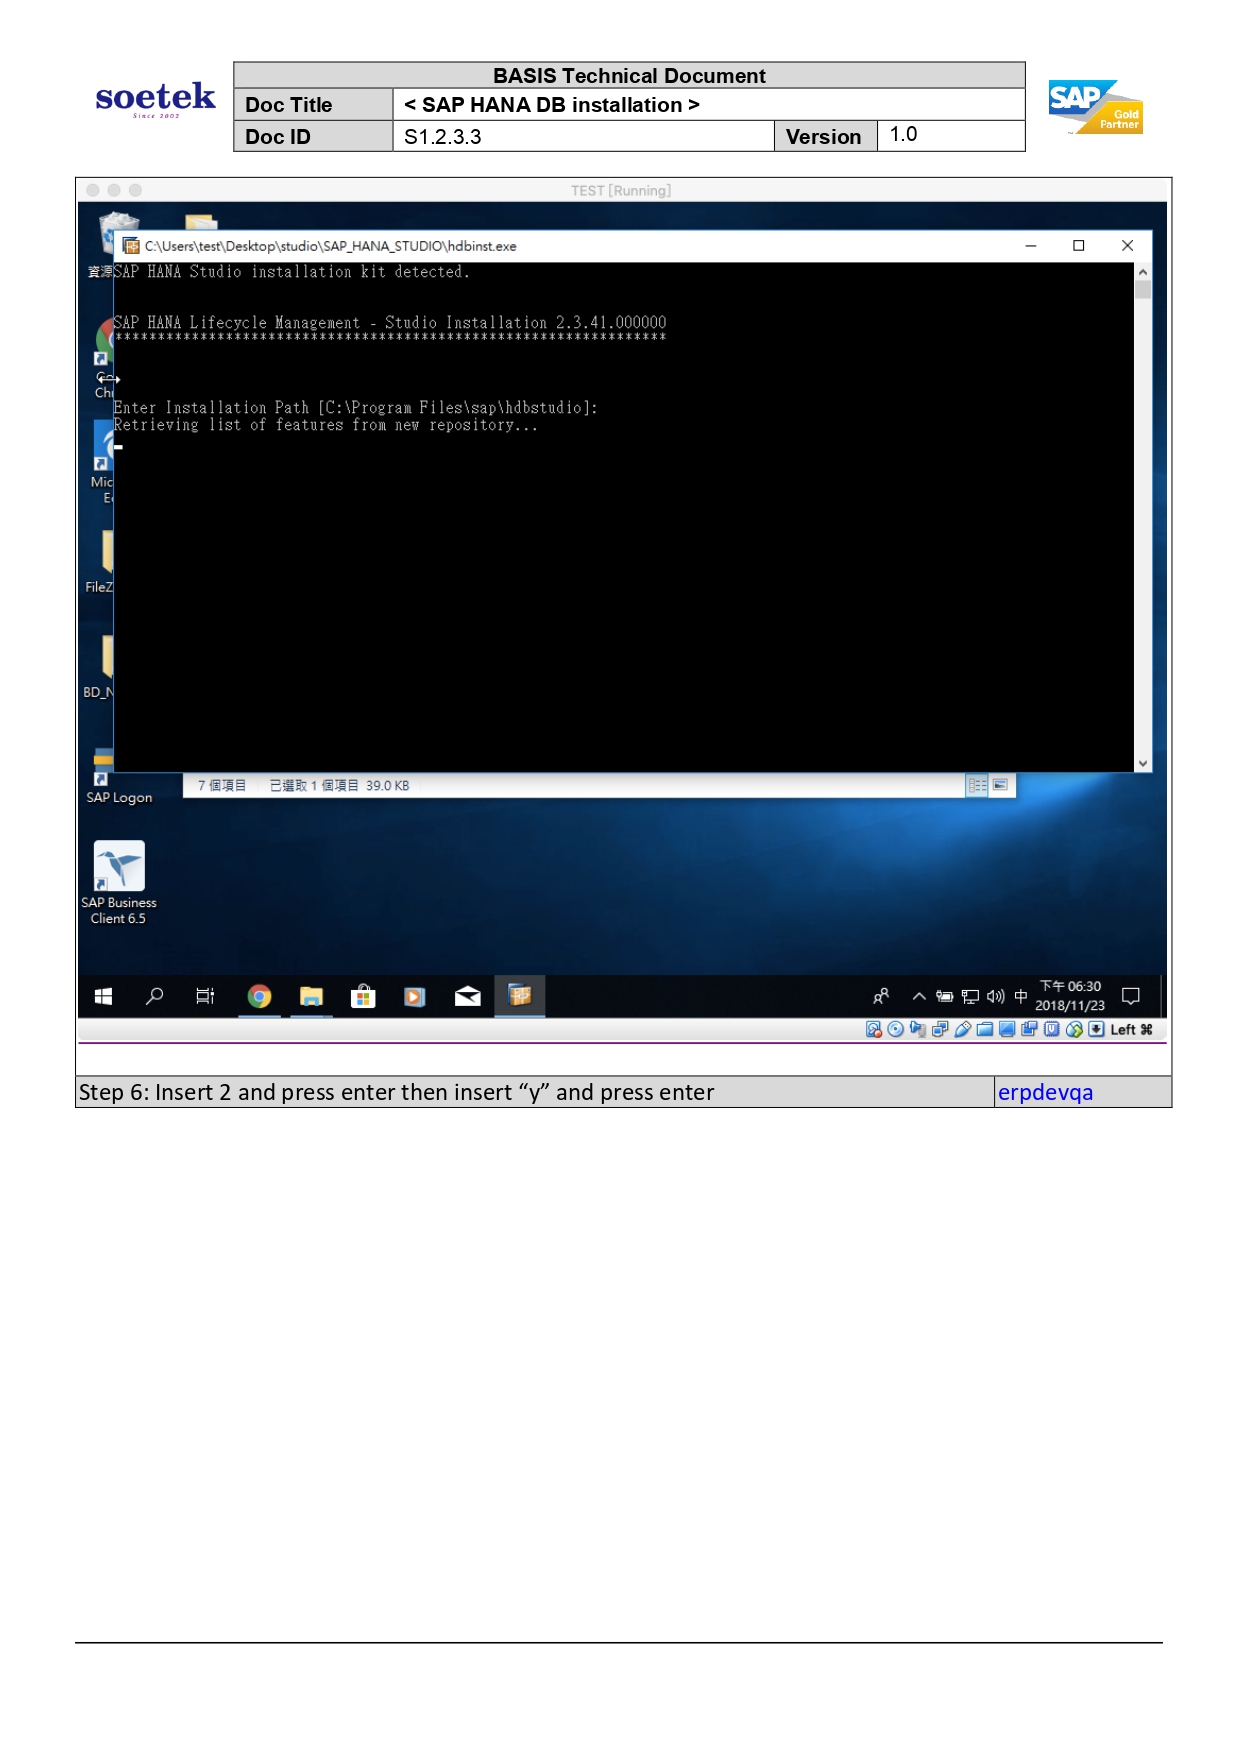 soetek
Since 2002
BASIS Technical Document
Doc Title < SAP HANA DB installation >
Doc ID S1.2.3.3 Version 1.0
SAP
Gold
Partner
TEST [Running]
C:\Users\test\Desktop\studio\SAP_HANA_STUDIO\hdbinst.exe
資源
SAP HANA Studio installation kit detected.
SAP HANA Lifecycle Management - Studio Installation 2.3.41.000000
*****************************************************************
Chr
Enter Installation Path [C:\Program Files\sap\hdbstudio]:
Retrieving list of features from new repository...
Mic
FileZ
BD_N
7 個項目 已選取 1 個項目 39.0 KB
SAP Logon
SAP Business
Client 6.5
中
下午 06:30
2018/11/23
Left ⌘
Step 6: Insert 2 and press enter then insert “y” and press enter
erpdevqa